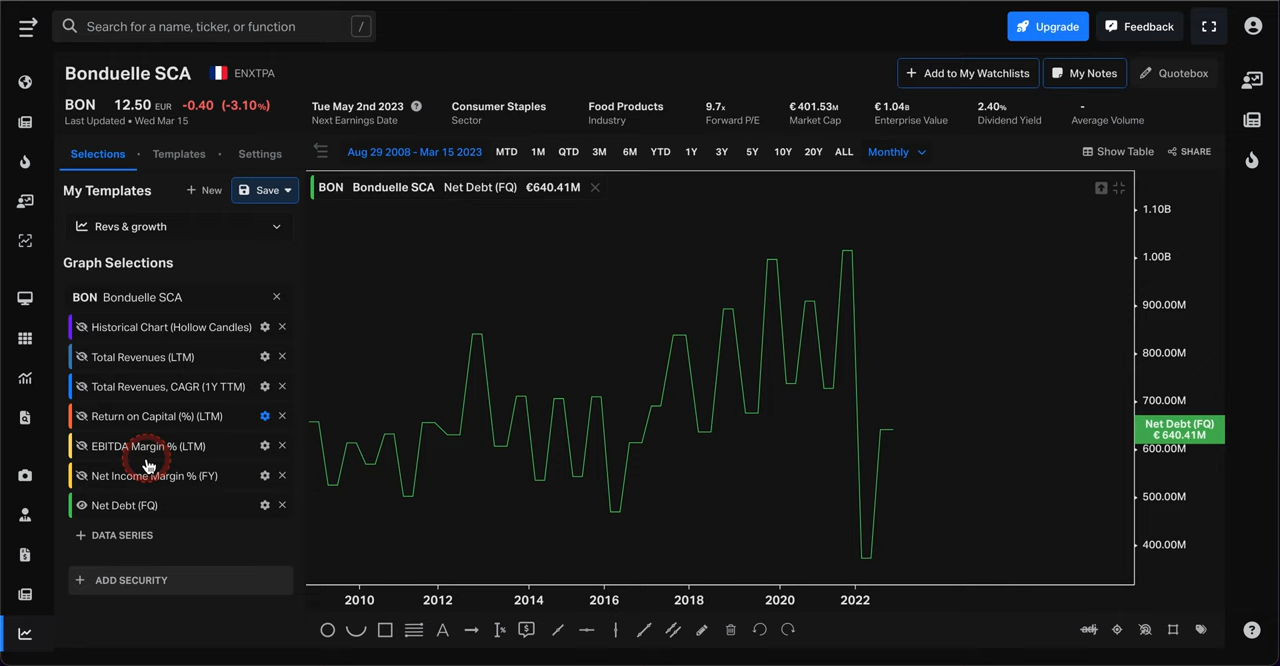 Search for a name, ticker, or function /
Upgrade
Feedback
Bonduelle SCA ENXTPA
Add to My Watchlists
My Notes
Quotebox
BON 12.50 EUR -0.40 (-3.10%)
Last Updated • Wed Mar 15
Tue May 2nd 2023 ?
Next Earnings Date
Consumer Staples
Sector
Food Products
Industry
9.7x
Forward P/E
€401.53M
Market Cap
€1.04B
Enterprise Value
2.40%
Dividend Yield
-
Average Volume
Selections • Templates • Settings
Aug 29 2008 - Mar 15 2023 MTD 1M QTD 3M 6M YTD 1Y 3Y 5Y 10Y 20Y ALL Monthly
Show Table SHARE
My Templates
+ New
Save
Revs & growth
Graph Selections
BON Bonduelle SCA
Historical Chart (Hollow Candles)
Total Revenues (LTM)
Total Revenues, CAGR (1Y TTM)
Return on Capital (%) (LTM)
EBITDA Margin % (LTM)
Net Income Margin % (FY)
Net Debt (FQ)
+ DATA SERIES
+ ADD SECURITY
BON Bonduelle SCA Net Debt (FQ) €640.41M
1.10B
1.00B
900.00M
800.00M
700.00M
Net Debt (FQ)
€ 640.41M
600.00M
500.00M
400.00M
2010 2012 2014 2016 2018 2020 2022
A
$
adj
?